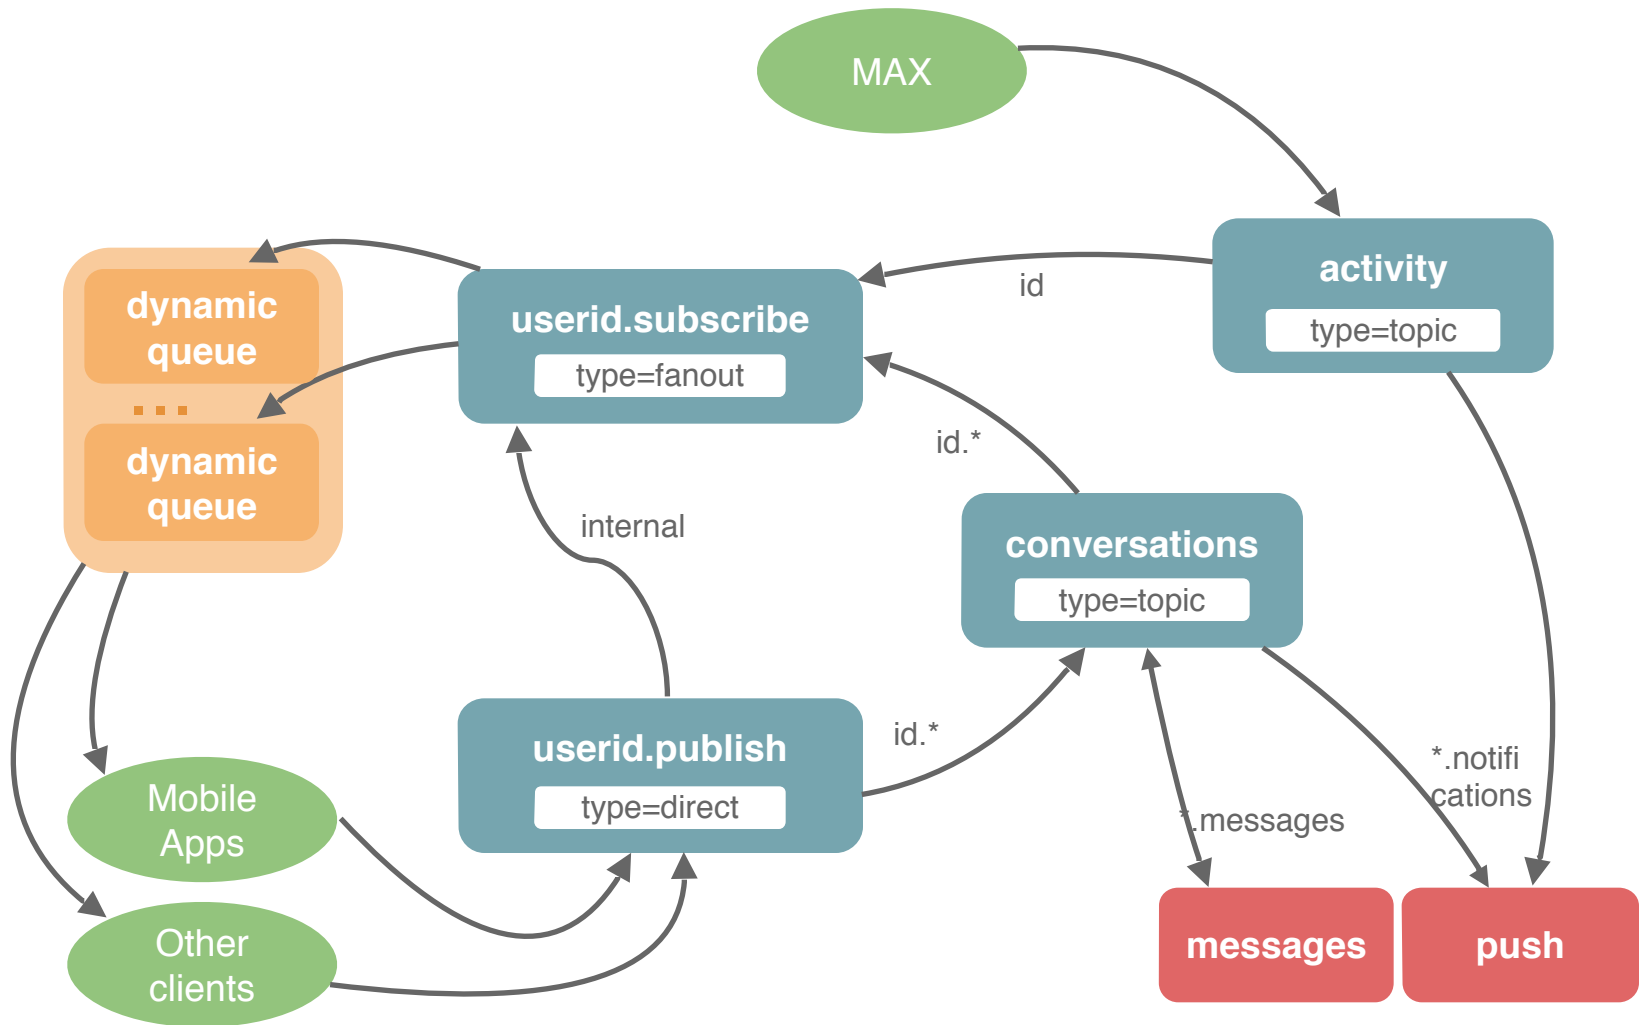 MAX
activity
type=topic
id
userid.subscribe
type=fanout
dynamic
queue
...
dynamic
queue
id.*
internal
conversations
type=topic
userid.publish
type=direct
id.*
*.notifi
cations
*.messages
Mobile
Apps
Other
clients
messages
push